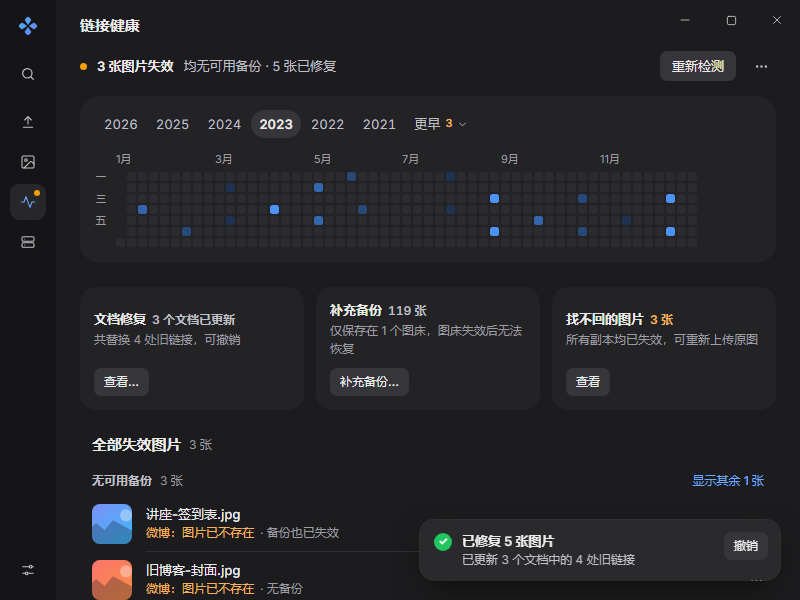 链接健康
3 张图片失效 均无可用备份 · 5 张已修复
重新检测
2026 2025 2024 2023 2022 2021 更早 3
1月 3月 5月 7月 9月 11月
一
三
五
文档修复 3 个文档已更新
共替换 4 处旧链接，可撤销
查看...
补充备份 119 张
仅保存在 1 个图床，图床失效后无法
恢复
补充备份...
找不回的图片 3 张
所有副本均已失效，可重新上传原图
查看
全部失效图片 3 张
无可用备份 3 张
显示其余 1 张
讲座-签到表.jpg
微博：图片已不存在 · 备份也已失效
旧博客-封面.jpg
微博：图片已不存在 · 无备份
已修复 5 张图片
已更新 3 个文档中的 4 处旧链接
撤销